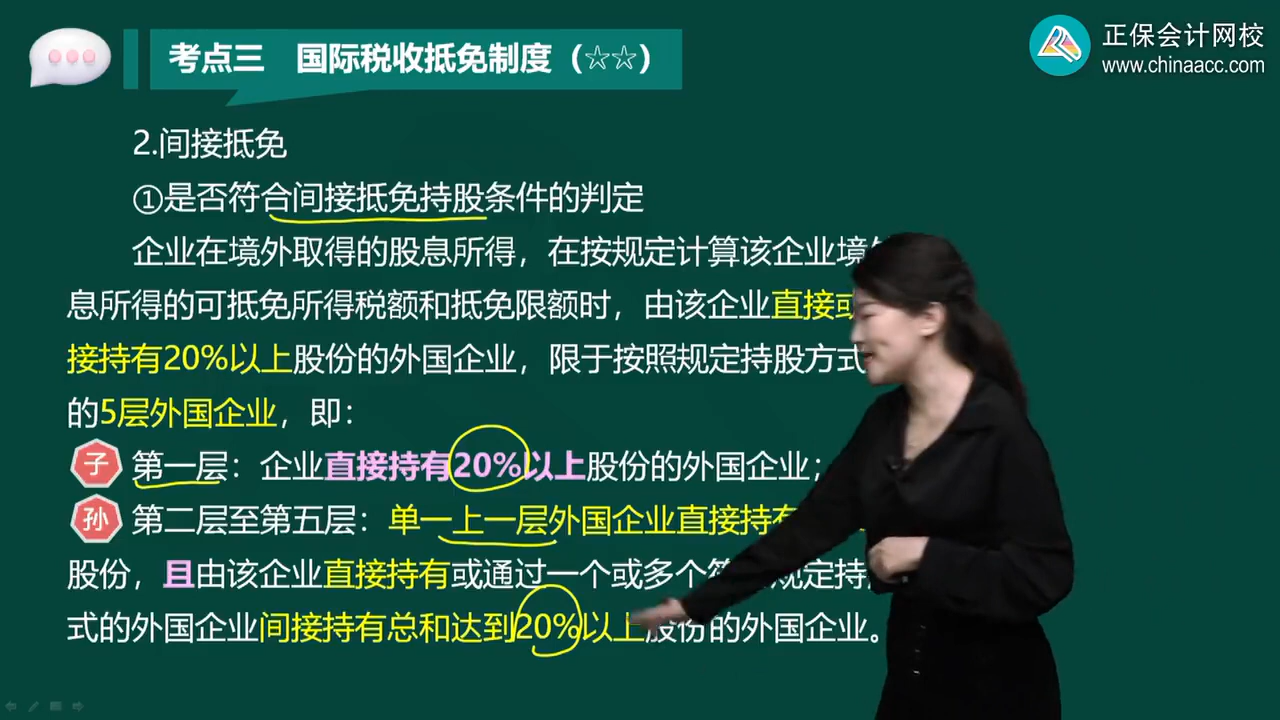 考点三 国际税收抵免制度（☆☆）
正保会计网校
www.chinaacc.com
2.间接抵免
①是否符合间接抵免持股条件的判定
企业在境外取得的股息所得，在按规定计算该企业境外
息所得的可抵免所得税额和抵免限额时，由该企业直接或
接持有20%以上股份的外国企业，限于按照规定持股方式
的5层外国企业，即：
子 第一层：企业直接持有20%以上股份的外国企业；
孙 第二层至第五层：单一上一层外国企业直接持有
股份，且由该企业直接持有或通过一个或多个符 规定持
式的外国企业间接持有总和达到20%以上股份的外国企业。